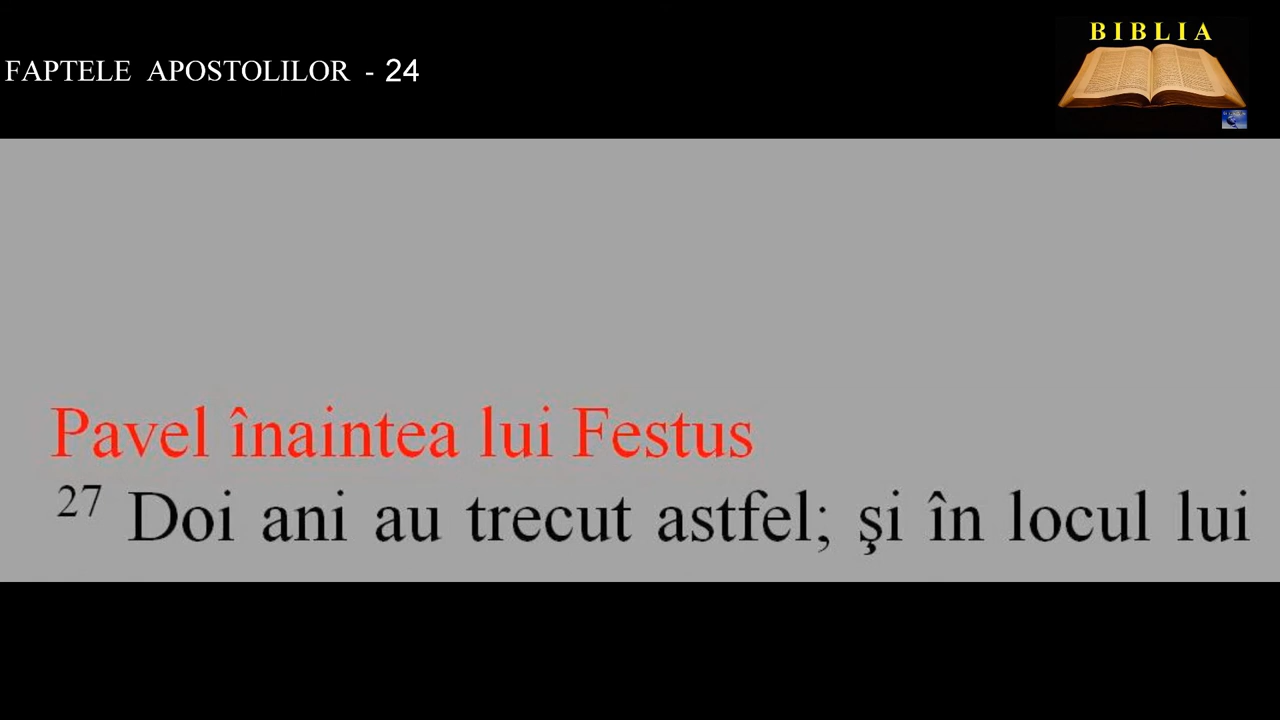 BIBLIA
FAPTELE APOSTOLILOR - 24
Pavel înaintea lui Festus
27 Doi ani au trecut astfel; şi în locul lui